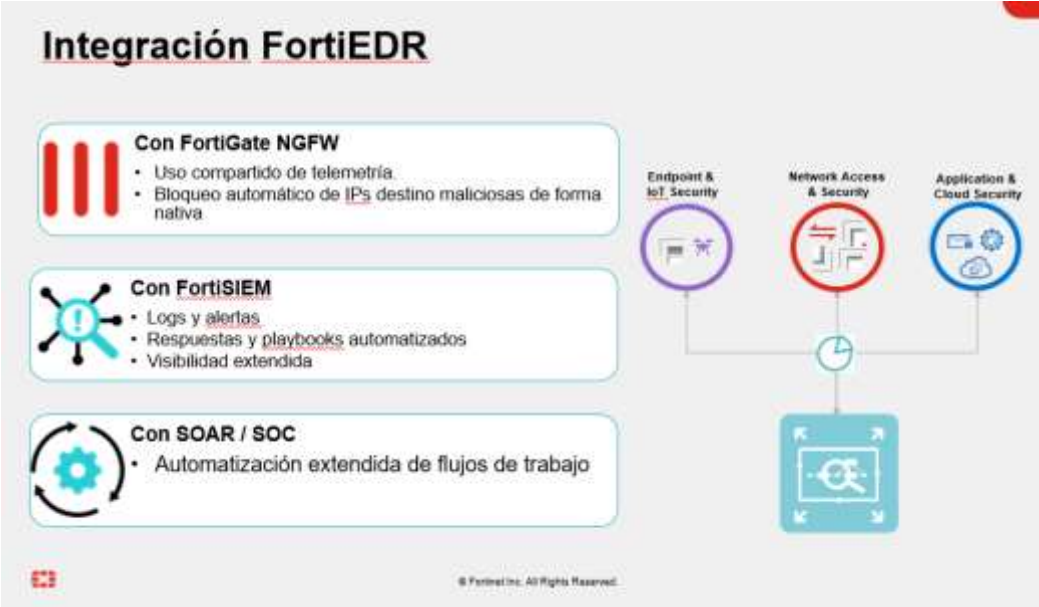 Integración FortiEDR
Con FortiGate NGFW
• Uso compartido de telemetría.
• Bloqueo automático de IPs destino maliciosas de forma
nativa
Con FortiSIEM
• Logs y alertas
• Respuestas y playbooks automatizados
• Visibilidad extendida
Con SOAR / SOC
• Automatización extendida de flujos de trabajo
Endpoint &
IoT Security
Network Access
& Security
Application &
Cloud Security
© Fortinet Inc. All Rights Reserved.